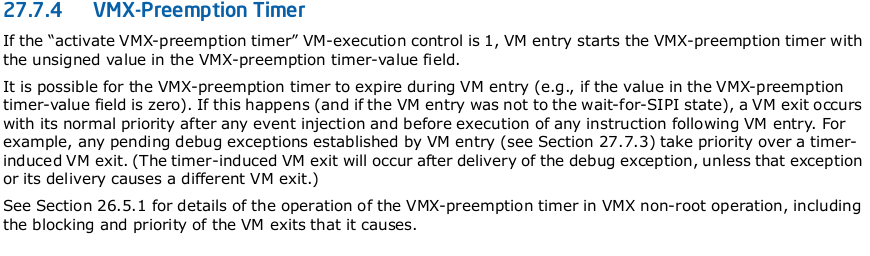 27.7.4 VMX-Preemption Timer
If the “activate VMX-preemption timer” VM-execution control is 1, VM entry starts the VMX-preemption timer with
the unsigned value in the VMX-preemption timer-value field.
It is possible for the VMX-preemption timer to expire during VM entry (e.g., if the value in the VMX-preemption
timer-value field is zero). If this happens (and if the VM entry was not to the wait-for-SIPI state), a VM exit occurs
with its normal priority after any event injection and before execution of any instruction following VM entry. For
example, any pending debug exceptions established by VM entry (see Section 27.7.3) take priority over a timer-
induced VM exit. (The timer-induced VM exit will occur after delivery of the debug exception, unless that exception
or its delivery causes a different VM exit.)
See Section 26.5.1 for details of the operation of the VMX-preemption timer in VMX non-root operation, including
the blocking and priority of the VM exits that it causes.